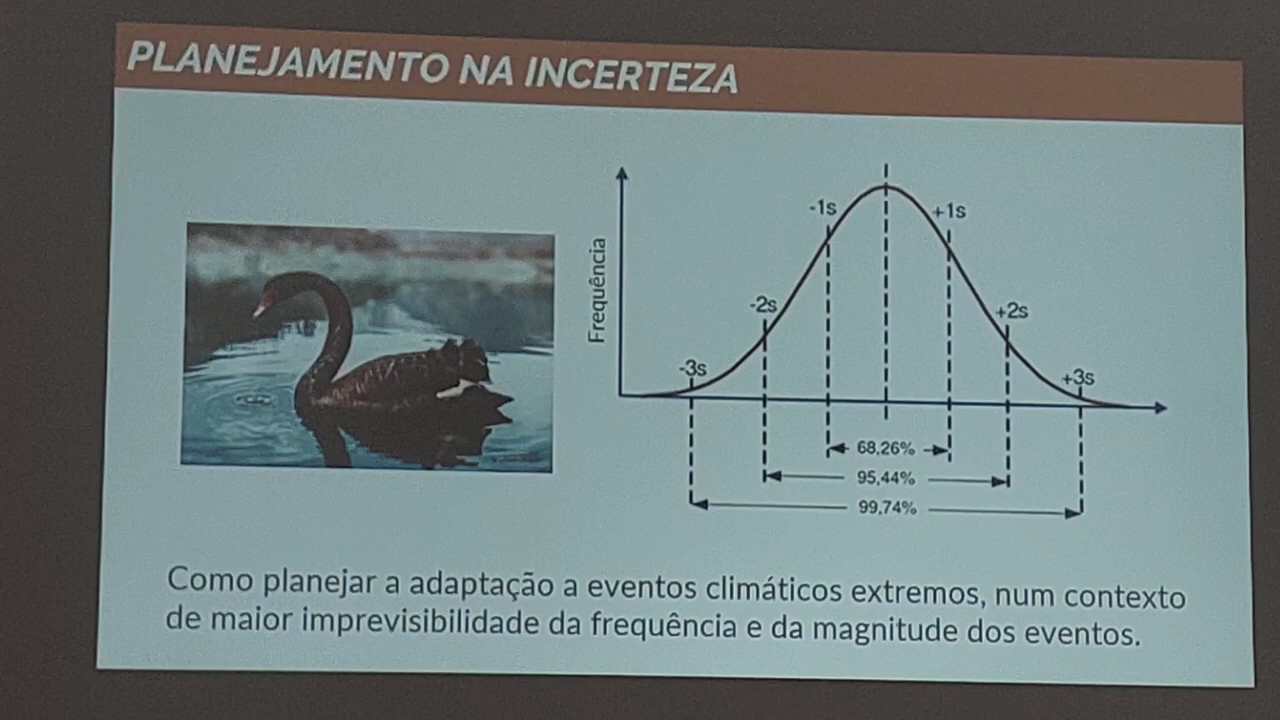 PLANEJAMENTO NA INCERTEZA
Frequência
-3s
-2s
-1s
+1s
+2s
+3s
68,26%
95,44%
99,74%
Como planejar a adaptação a eventos climáticos extremos, num contexto
de maior imprevisibilidade da frequência e da magnitude dos eventos.